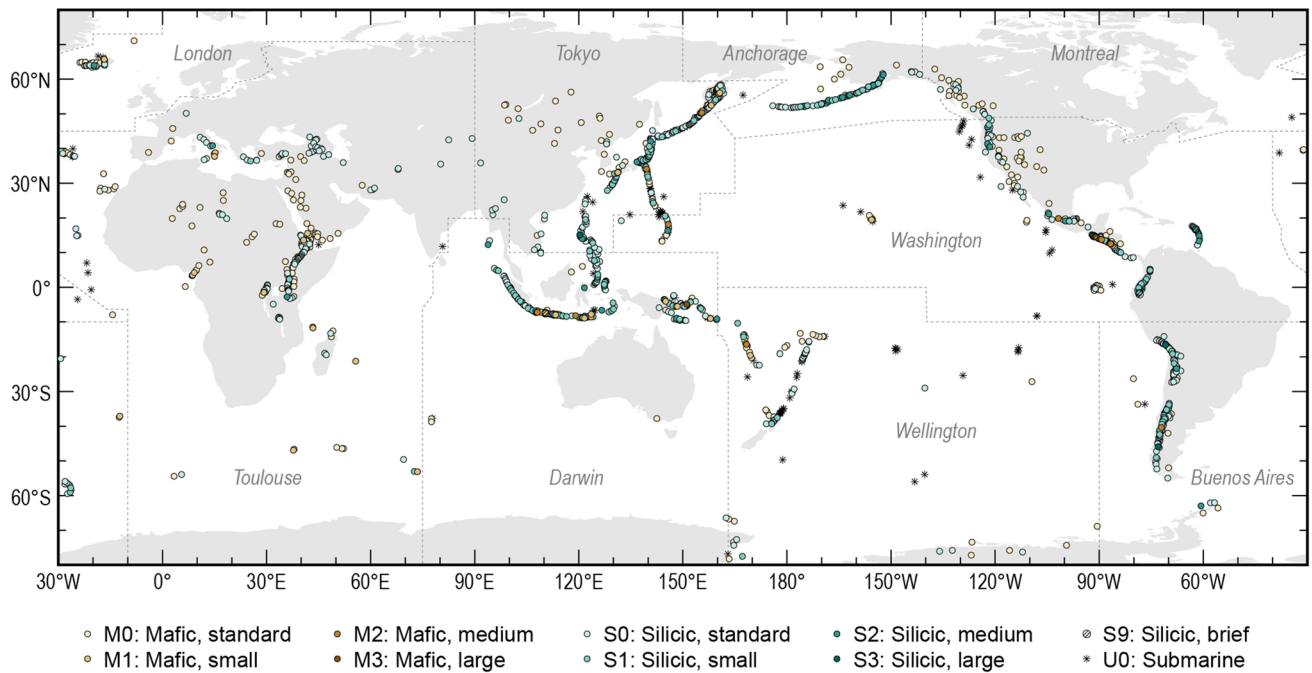 London
Tokyo
Anchorage
Montreal
60°N
30°N
Washington
0°
30°S
Wellington
Toulouse
Darwin
Buenos Aires
60°S
30°W 0° 30°E 60°E 90°E 120°E 150°E 180° 150°W 120°W 90°W 60°W
M0: Mafic, standard M2: Mafic, medium S0: Silicic, standard S2: Silicic, medium S9: Silicic, brief
M1: Mafic, small M3: Mafic, large S1: Silicic, small S3: Silicic, large U0: Submarine